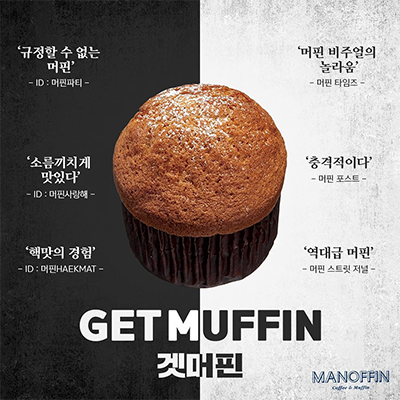 '규정할 수 없는
머핀'
- ID : 머핀파티 -
'소름끼치게
맛있다'
- ID : 머핀사랑해 -
'핵맛의 경험'
- ID : 머핀HAEKMAT -
'머핀 비주얼의
놀라움'
- 머핀 타임즈 -
'충격적이다'
- 머핀 포스트 -
'역대급 머핀'
- 머핀 스트릿 저널 -
GET MUFFIN
겟머핀
MANOFFIN
Coffee & Muffin